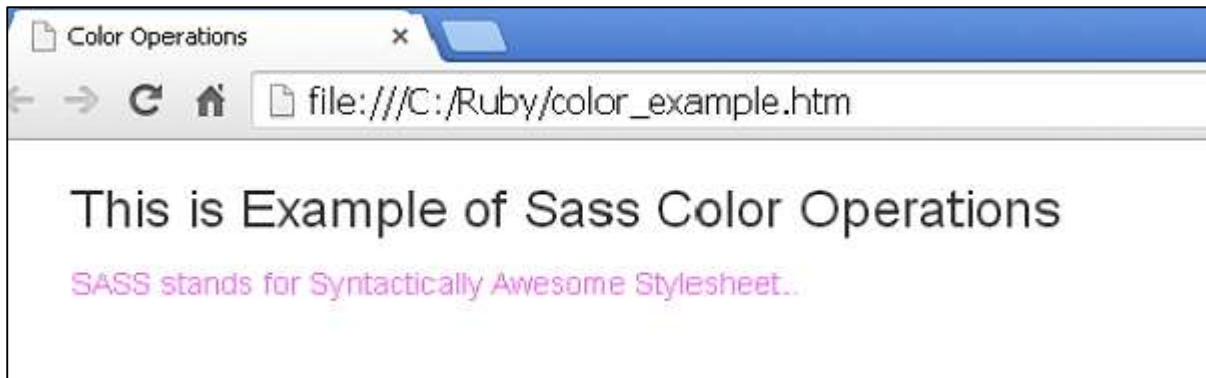 Color Operations
file:///C:/Ruby/color_example.htm
This is Example of Sass Color Operations
SASS stands for Syntactically Awesome Stylesheet..